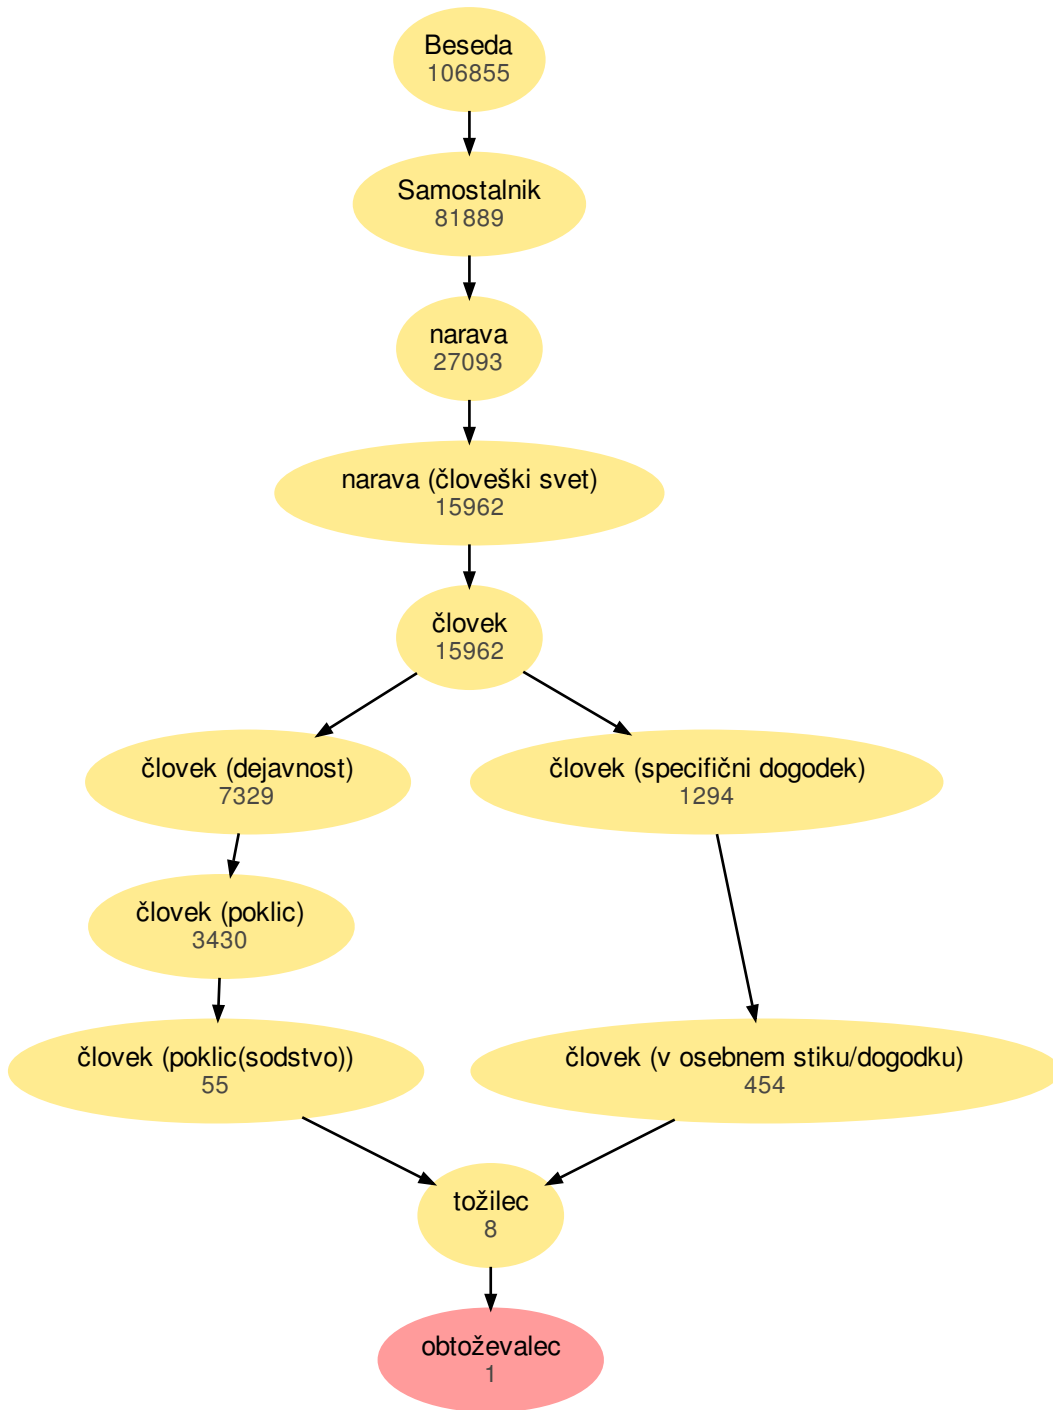 Beseda
106855
Samostalnik
81889
narava
27093
narava (človeški svet)
15962
človek
15962
človek (dejavnost)
7329
človek (specifični dogodek)
1294
človek (poklic)
3430
človek (poklic(sodstvo))
55
človek (v osebnem stiku/dogodku)
454
tožilec
8
obtoževalec
1